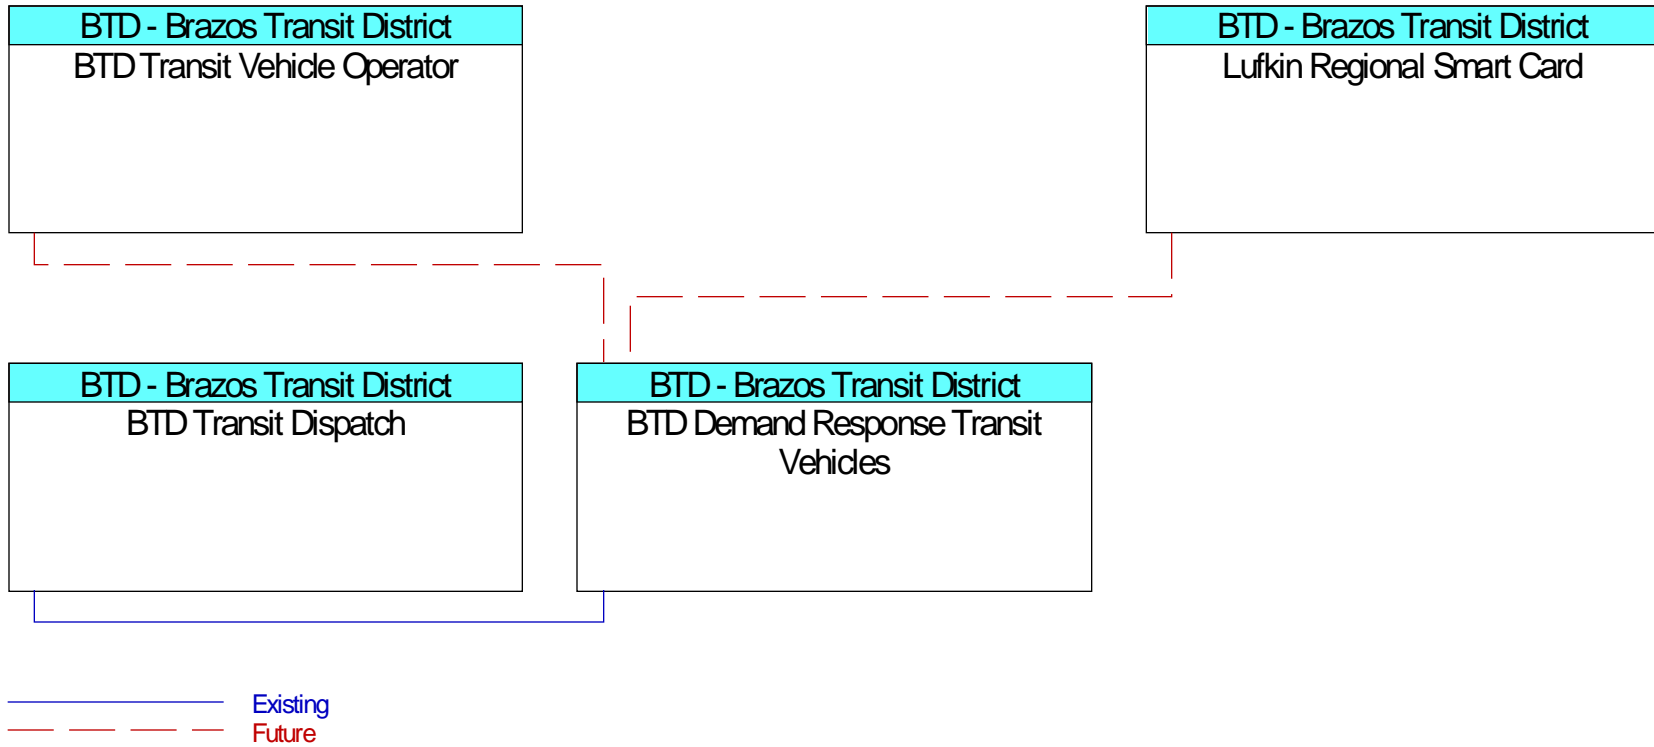 BTD - Brazos Transit District
BTD Transit Vehicle Operator
BTD - Brazos Transit District
Lufkin Regional Smart Card
BTD - Brazos Transit District
BTD Transit Dispatch
BTD - Brazos Transit District
BTD Demand Response Transit
Vehicles
Existing
Future